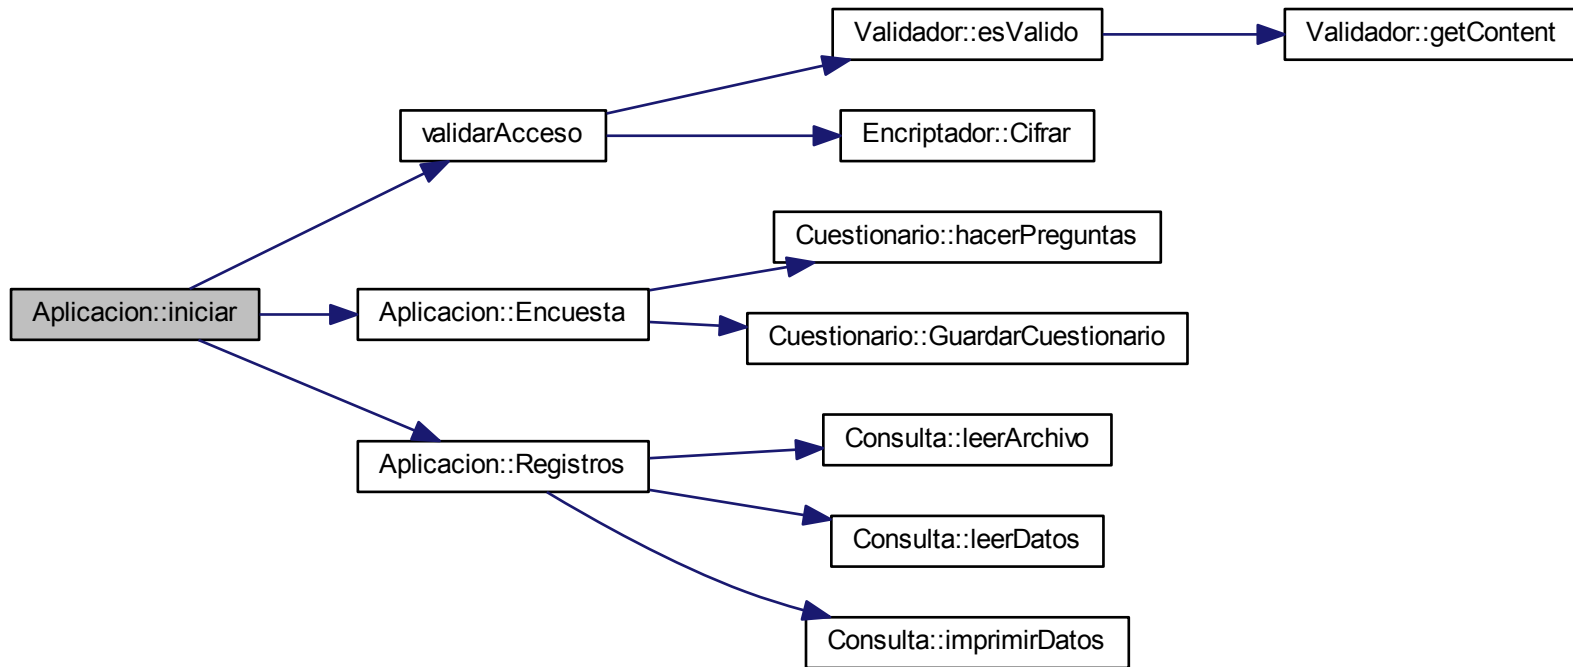 Validador::esValido
Validador::getContent
validarAcceso
Encriptador::Cifrar
Cuestionario::hacerPreguntas
Aplicacion::iniciar
Aplicacion::Encuesta
Cuestionario::GuardarCuestionario
Consulta::leerArchivo
Aplicacion::Registros
Consulta::leerDatos
Consulta::imprimirDatos